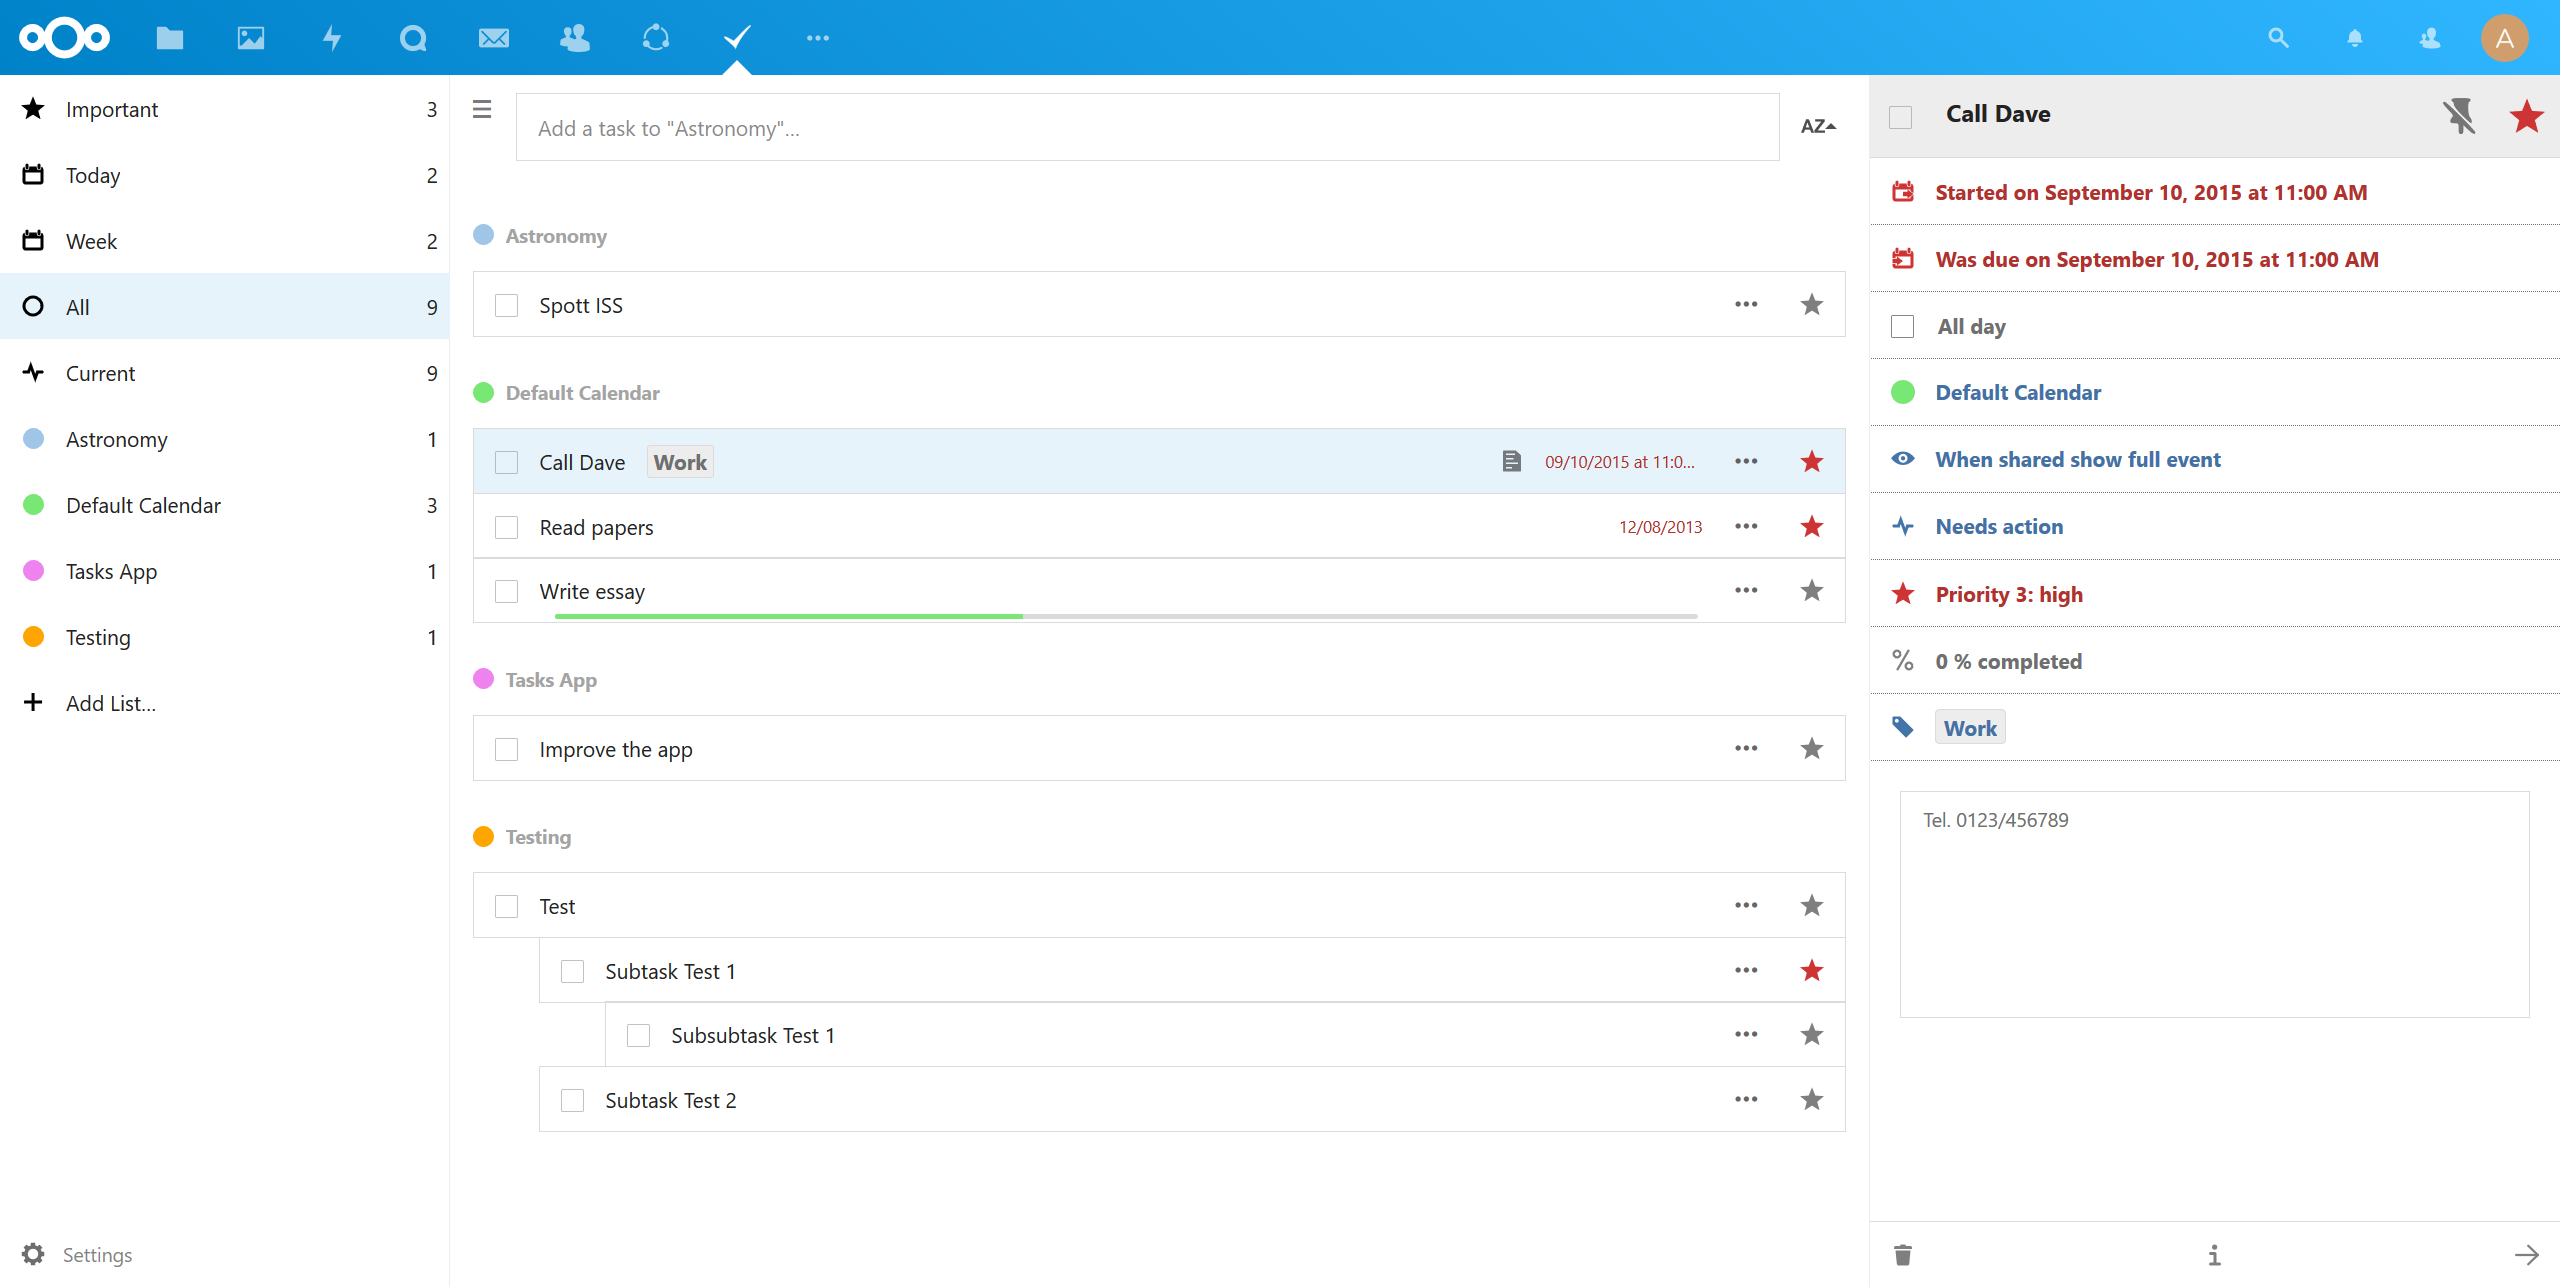 A
Important 3
Today 2
Week 2
All 9
Current 9
Astronomy 1
Default Calendar 3
Tasks App 1
Testing 1
Add List...
Settings
Add a task to "Astronomy"...
AZ
Astronomy
Spott ISS
Default Calendar
Call Dave Work 09/10/2015 at 11:0...
Read papers 12/08/2013
Write essay
Tasks App
Improve the app
Testing
Test
Subtask Test 1
Subsubtask Test 1
Subtask Test 2
Call Dave
Started on September 10, 2015 at 11:00 AM
Was due on September 10, 2015 at 11:00 AM
All day
Default Calendar
When shared show full event
Needs action
Priority 3: high
0 % completed
Work
Tel. 0123/456789